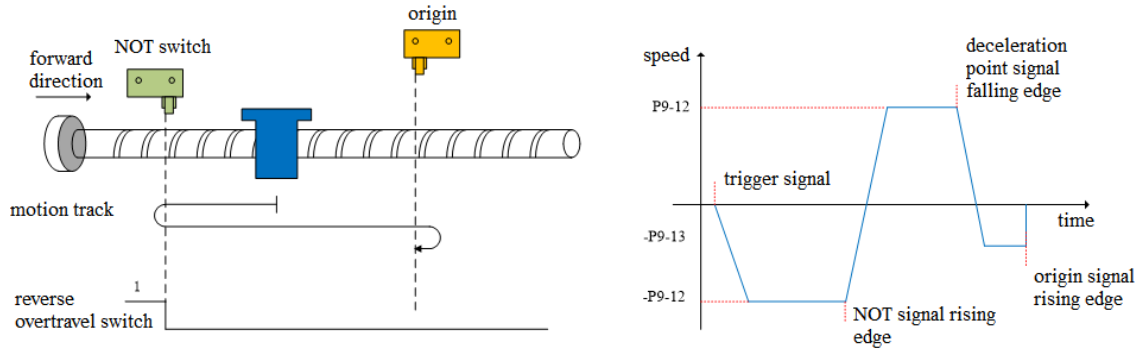 origin
NOT switch
forward
direction
motion track
1
reverse
overtravel switch
speed
deceleration
point signal
falling edge
P9-12
trigger signal
time
-P9-13
origin signal
rising edge
-P9-12
NOT signal rising
edge